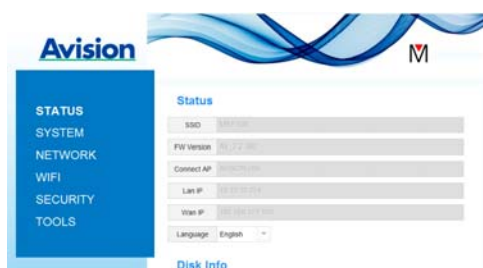 Avision
M
STATUS
SYSTEM
NETWORK
WIFI
SECURITY
TOOLS
Status
SSID
FW Version
Connect AP
Lan IP
Wan IP
Language English
Disk Info